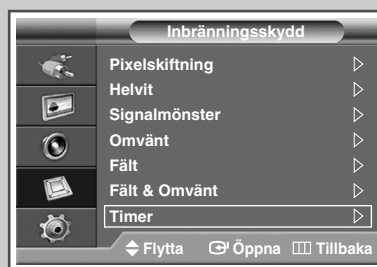 Inbränningsskydd
Pixelskiftning
Helvit
Signalmönster
Omvänt
Fält
Fält & Omvänt
Timer
Flytta Öppna Tillbaka